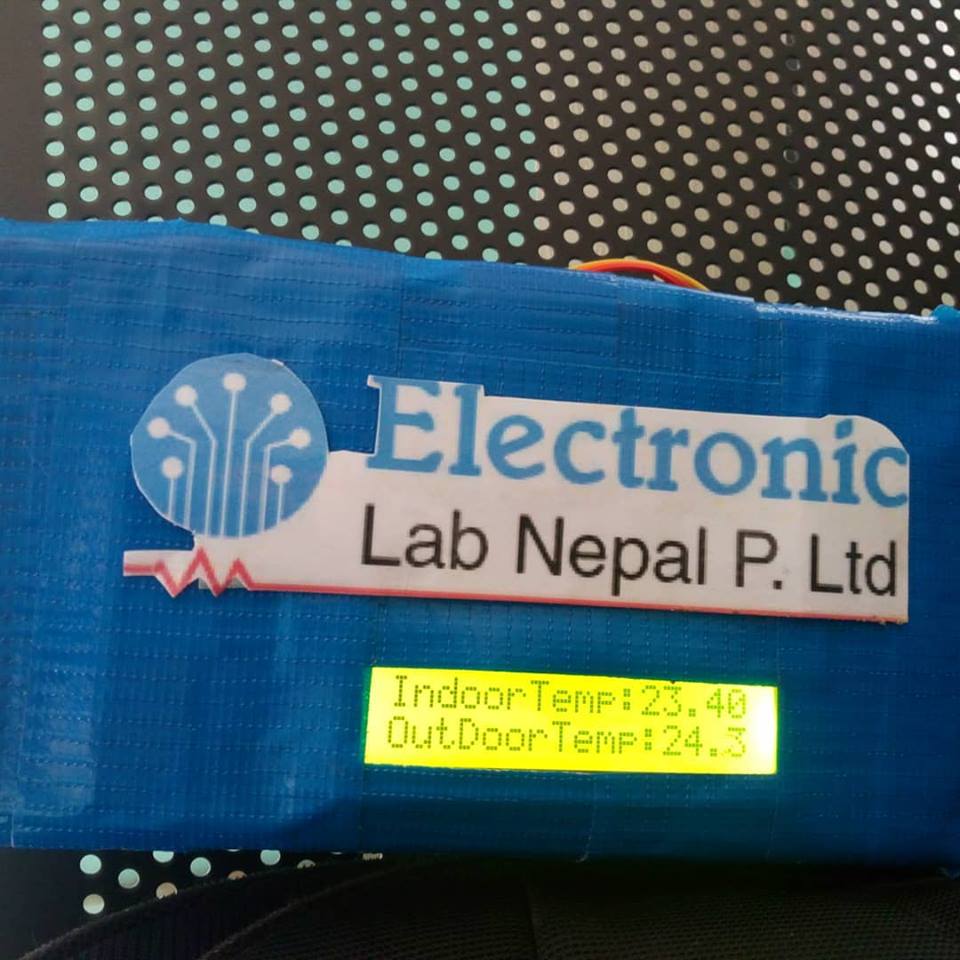 Electronic
Lab Nepal P. Ltd
IndoorTemp:23.40
OutDoorTemp:24.3